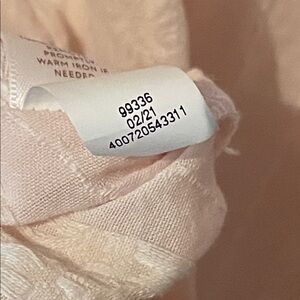 PROMPTLY
WARM IRON IF
NEEDED
99336
02/21
400720543311